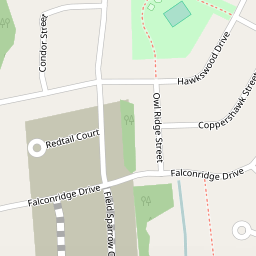 Condor Street
Hawkswood Drive
Owl Ridge Street
Coppershawk Street
Redtail Court
Falconridge Drive
Falconridge Drive
Field Sparrow